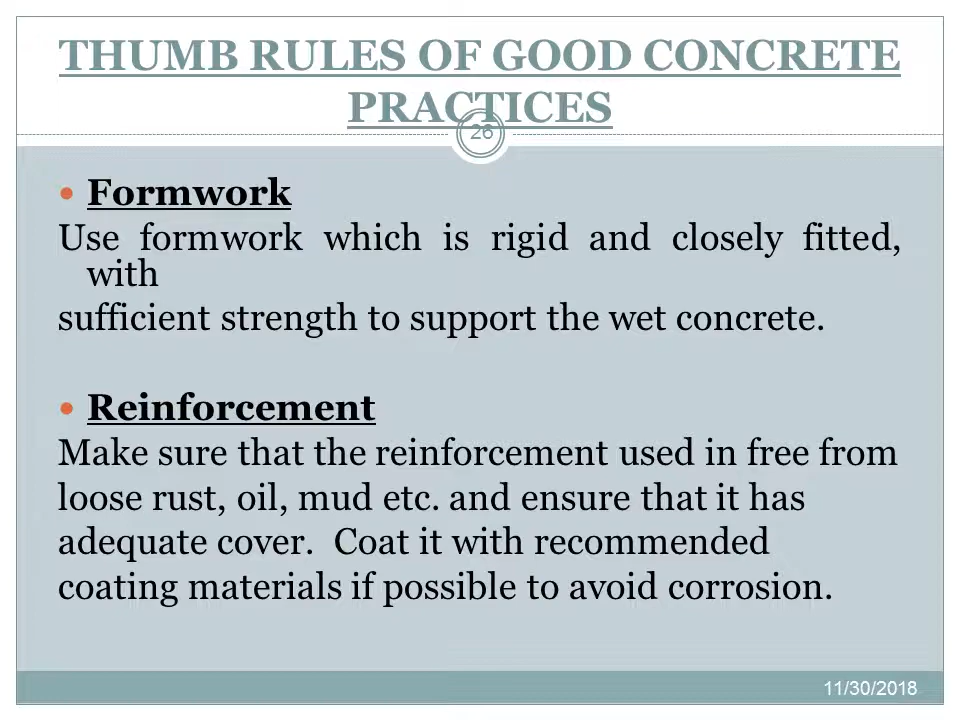 THUMB RULES OF GOOD CONCRETE
PRACTICES
26
• Formwork
Use formwork which is rigid and closely fitted,
with
sufficient strength to support the wet concrete.
• Reinforcement
Make sure that the reinforcement used in free from
loose rust, oil, mud etc. and ensure that it has
adequate cover.  Coat it with recommended
coating materials if possible to avoid corrosion.
11/30/2018